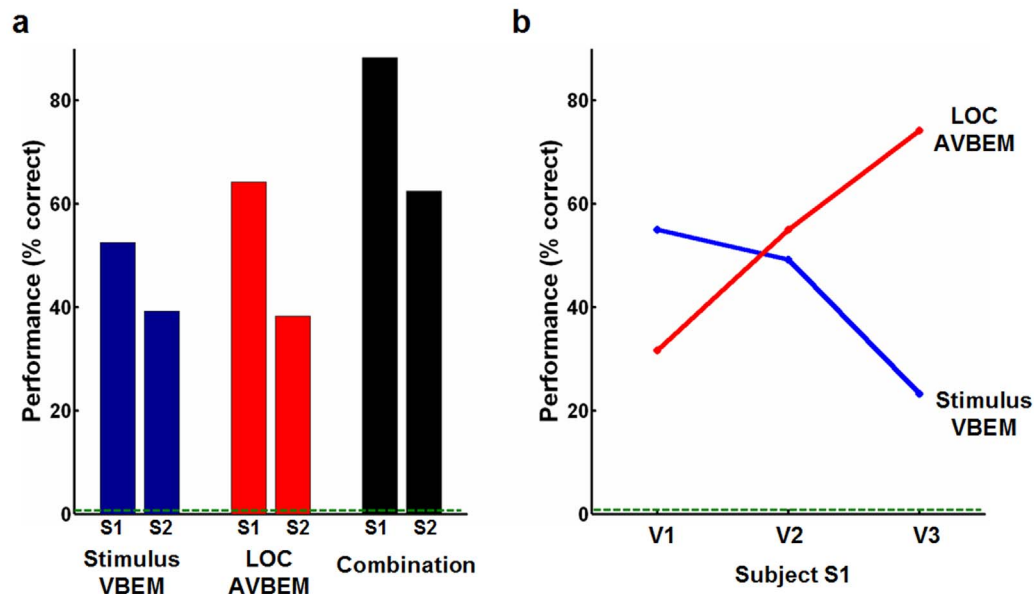 a
Performance (% correct)
80
60
40
20
0
S1 S2 S1 S2 S1 S2
Stimulus
VBEM
LOC
AVBEM
Combination
b
Performance (% correct)
80
60
40
20
0
LOC
AVBEM
Stimulus
VBEM
V1 V2 V3
Subject S1